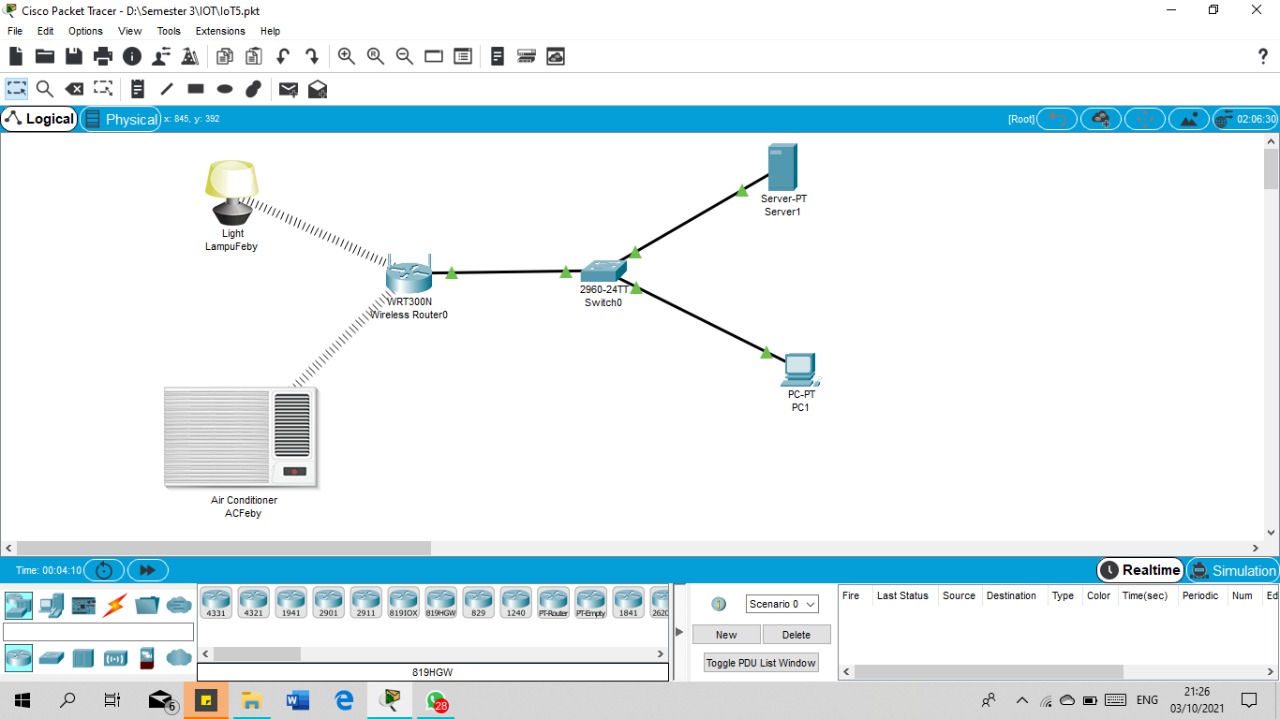 Cisco Packet Tracer - D:\Semester 3\IOT\IoT5.pkt
File Edit Options View Tools Extensions Help
?
Logical Physical x: 845, y: 392 [Root] 02:06:30
Light
LampuFeby
Server-PT
Server1
WRT300N
Wireless Router0
2960-24TT
Switch0
PC-PT
PC1
Air Conditioner
ACFeby
Time: 00:04:10 Realtime Simulation
4331 4321 1941 2901 2911 819IOX 819HGW 829 1240 PT-Router PT-Empty 1841 2620
Scenario 0
Fire Last Status Source Destination Type Color Time(sec) Periodic Num Ed
New Delete
Toggle PDU List Window
819HGW
5 28 ENG 21:26
03/10/2021